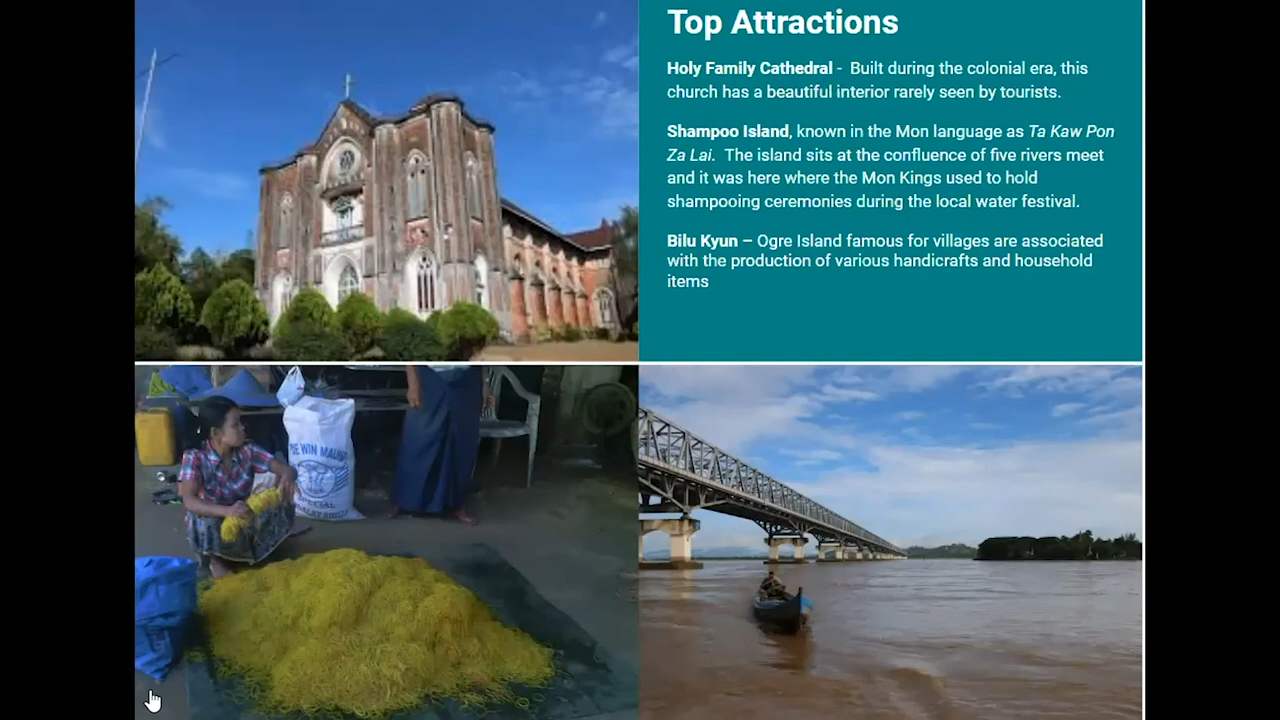 Top Attractions
Holy Family Cathedral - Built during the colonial era, this
church has a beautiful interior rarely seen by tourists.
Shampoo Island, known in the Mon language as Ta Kaw Pon
Za Lai. The island sits at the confluence of five rivers meet
and it was here where the Mon Kings used to hold
shampooing ceremonies during the local water festival.
Bilu Kyun – Ogre Island famous for villages are associated
with the production of various handicrafts and household
items
WIN